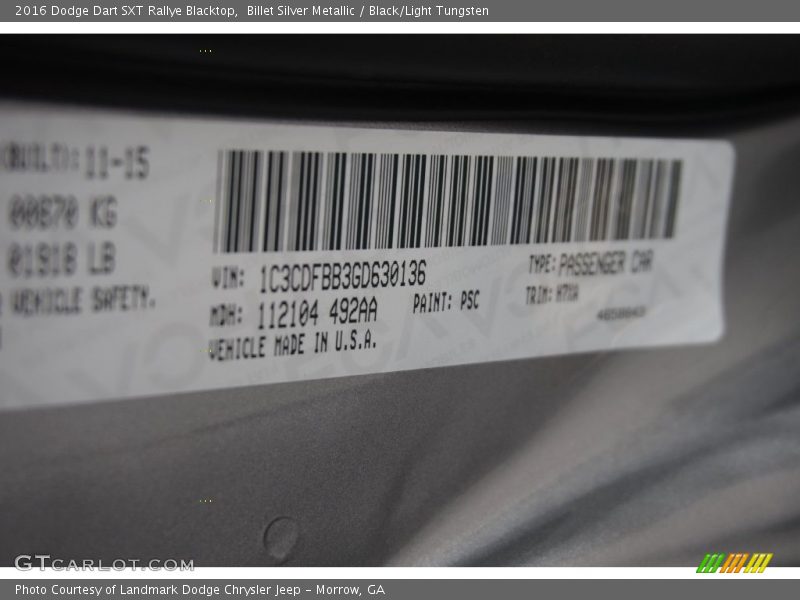 2016 Dodge Dart SXT Rallye Blacktop,  Billet Silver Metallic / Black/Light Tungsten
(BUILT): 11-15
00870 KG
01918 LB
VEHICLE SAFETY.
VIN: 1C3CDFBB3GD630136
TYPE: PASSENGER CAR
MDH: 112104 492AA
PAINT: PSC
TRIM: H7XA
VEHICLE MADE IN U.S.A.
GTCARLOT.COM
Photo Courtesy of Landmark Dodge Chrysler Jeep – Morrow, GA